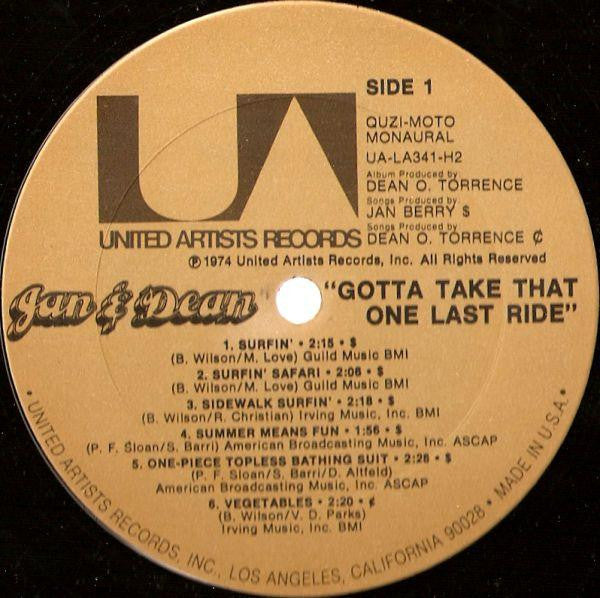 UA
UNITED ARTISTS RECORDS
SIDE 1
QUZI-MOTO
MONAURAL
UA-LA341-H2
Album Produced by
DEAN O. TORRENCE
Songs Produced by
JAN BERRY $
Songs Produced by
DEAN O. TORRENCE ¢
℗ 1974 United Artists Records, Inc. All Rights Reserved
Jan & Dean
"GOTTA TAKE THAT
ONE LAST RIDE"
1. SURFIN' • 2:15 • $
(B. Wilson/M. Love) Guild Music BMI
2. SURFIN' SAFARI • 2:06 • $
(B. Wilson/M. Love) Guild Music BMI
3. SIDEWALK SURFIN' • 2:18 • $
(B. Wilson/R. Christian) Irving Music, Inc. BMI
4. SUMMER MEANS FUN • 1:56 • $
(P. F. Sloan/S. Barri) American Broadcasting Music, Inc. ASCAP
5. ONE-PIECE TOPLESS BATHING SUIT • 2:26 • $
(P. F. Sloan/S. Barri/D. Altfeld)
American Broadcasting Music, Inc. ASCAP
6. VEGETABLES • 2:20 • ¢
(B. Wilson/V. D. Parks)
Irving Music, Inc. BMI
• UNITED ARTISTS RECORDS, INC., LOS ANGELES, CALIFORNIA 90028 • MADE IN U.S.A. •